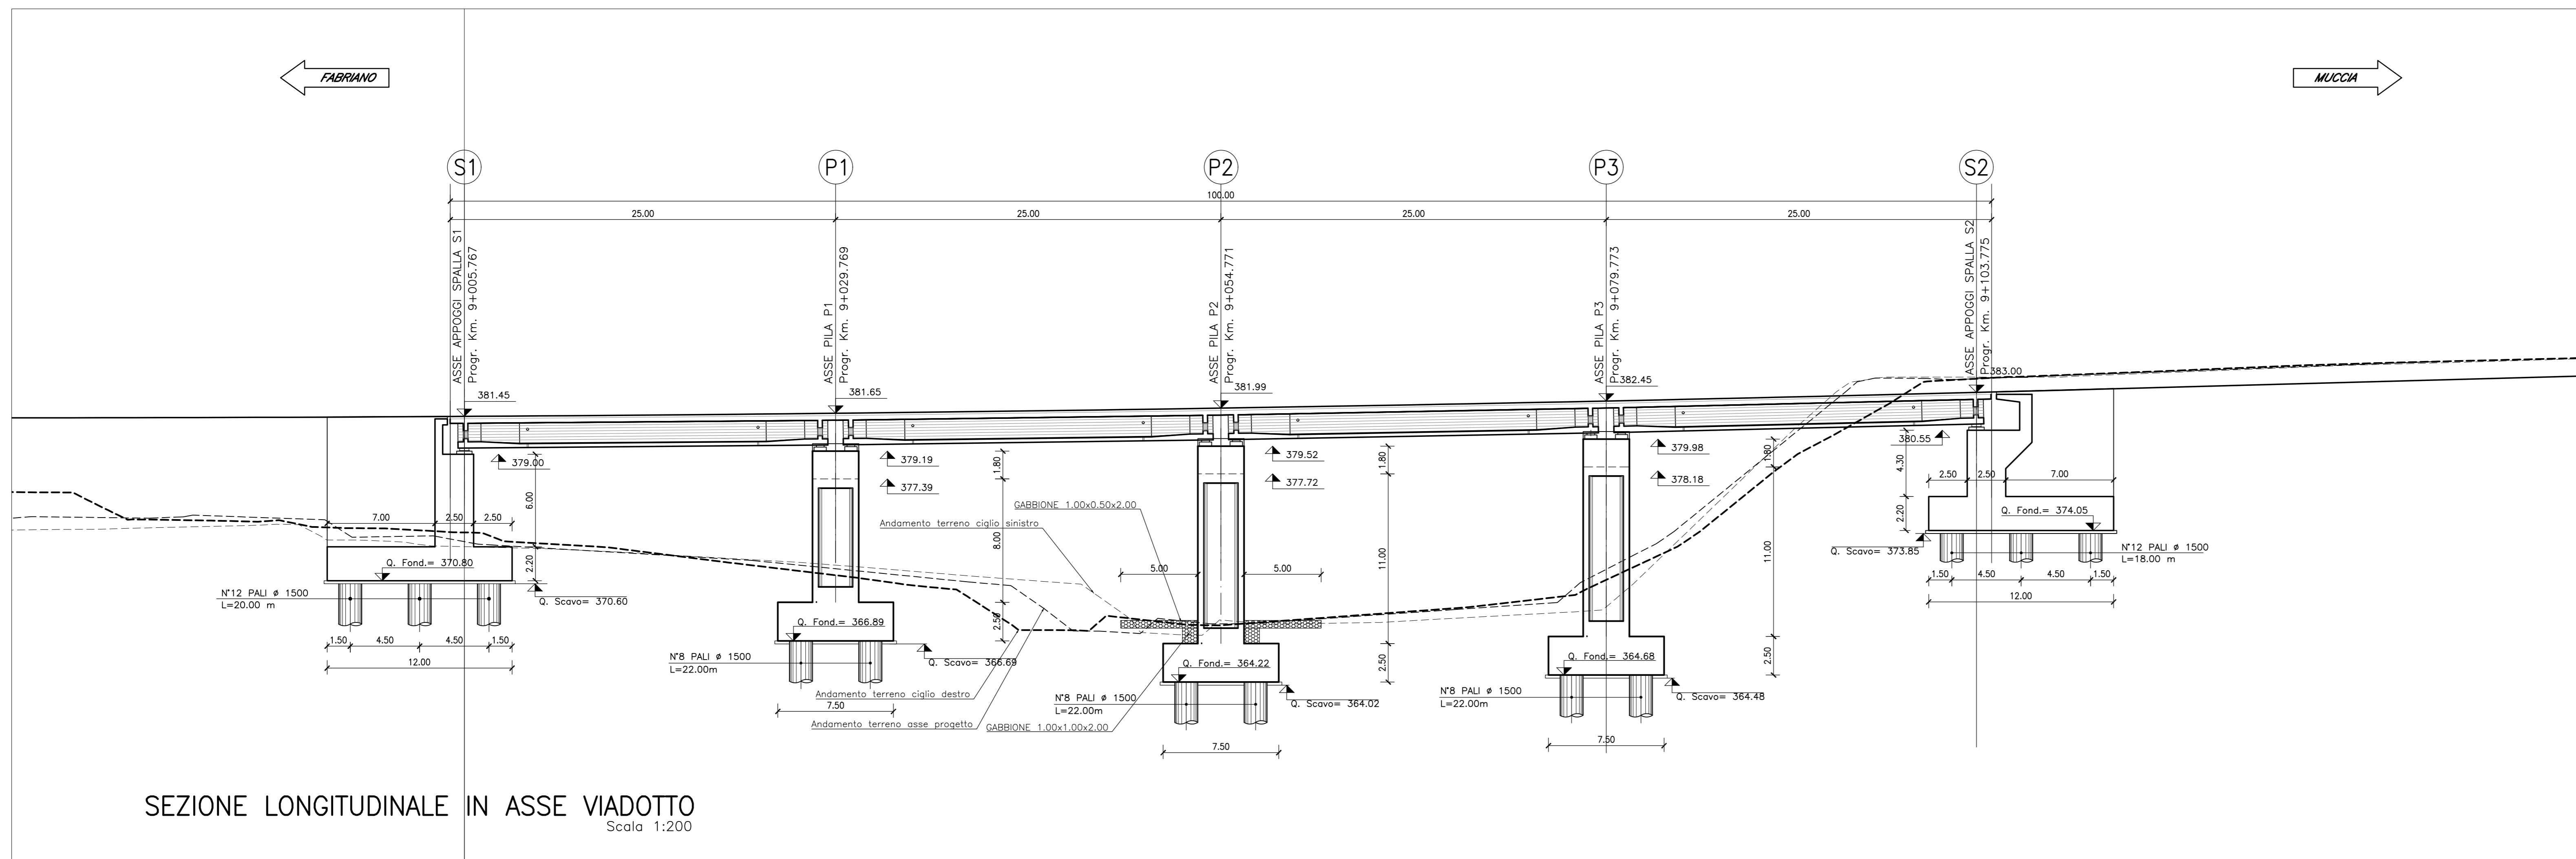 FABRIANO
MUCCIA
S1
P1
P2
P3
S2
100.00
25.00
25.00
25.00
25.00
ASSE APPOGGI SPALLA S1
Progr. Km. 9+005.767
ASSE PILA P1
Progr. Km. 9+029.769
ASSE PILA P2
Progr. Km. 9+054.771
ASSE PILA P3
Progr. Km. 9+079.773
ASSE APPOGGI SPALLA S2
Progr. Km. 9+103.775
381.45
381.65
381.99
382.45
383.00
379.00
379.19
377.39
379.52
377.72
379.98
378.18
380.55
6.00
2.20
1.80
8.00
2.50
1.80
11.00
2.50
1.80
11.00
2.50
4.30
2.20
7.00
2.50
2.50
2.50
2.50
7.00
GABBIONE 1.00x0.50x2.00
Andamento terreno ciglio sinistro
5.00
5.00
Q. Fond.= 370.80
Q. Scavo= 370.60
N°12 PALI ø 1500
L=20.00 m
1.50
4.50
4.50
1.50
12.00
Q. Fond.= 366.89
Q. Scavo= 366.69
N°8 PALI ø 1500
L=22.00m
7.50
Andamento terreno ciglio destro
Andamento terreno asse progetto
GABBIONE 1.00x1.00x2.00
Q. Fond.= 364.22
Q. Scavo= 364.02
N°8 PALI ø 1500
L=22.00m
7.50
Q. Fond.= 364.68
Q. Scavo= 364.48
N°8 PALI ø 1500
L=22.00m
7.50
Q. Fond.= 374.05
Q. Scavo= 373.85
N°12 PALI ø 1500
L=18.00 m
1.50
4.50
4.50
1.50
12.00
SEZIONE LONGITUDINALE IN ASSE VIADOTTO
Scala 1:200